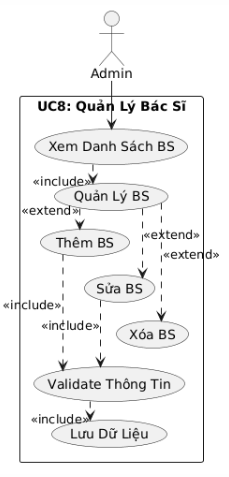 Admin
UC8: Quản Lý Bác Sĩ
Xem Danh Sách BS
«include»
Quản Lý BS
«extend»
Thêm BS
«extend»
«extend»
Sửa BS
«include»
«include»
Xóa BS
Validate Thông Tin
«include»
Lưu Dữ Liệu